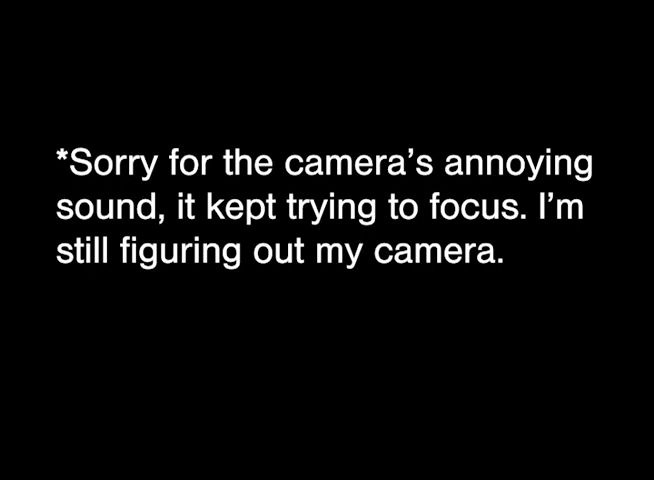 *Sorry for the camera’s annoying
sound, it kept trying to focus. I’m
still figuring out my camera.